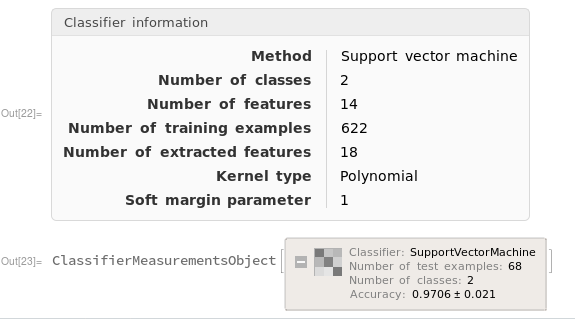 Classifier information
Out[22]=
Method Support vector machine
Number of classes 2
Number of features 14
Number of training examples 622
Number of extracted features 18
Kernel type Polynomial
Soft margin parameter 1
Out[23]= ClassifierMeasurementsObject[
Classifier: SupportVectorMachine
Number of test examples: 68
Number of classes: 2
Accuracy: 0.9706 ± 0.021
]